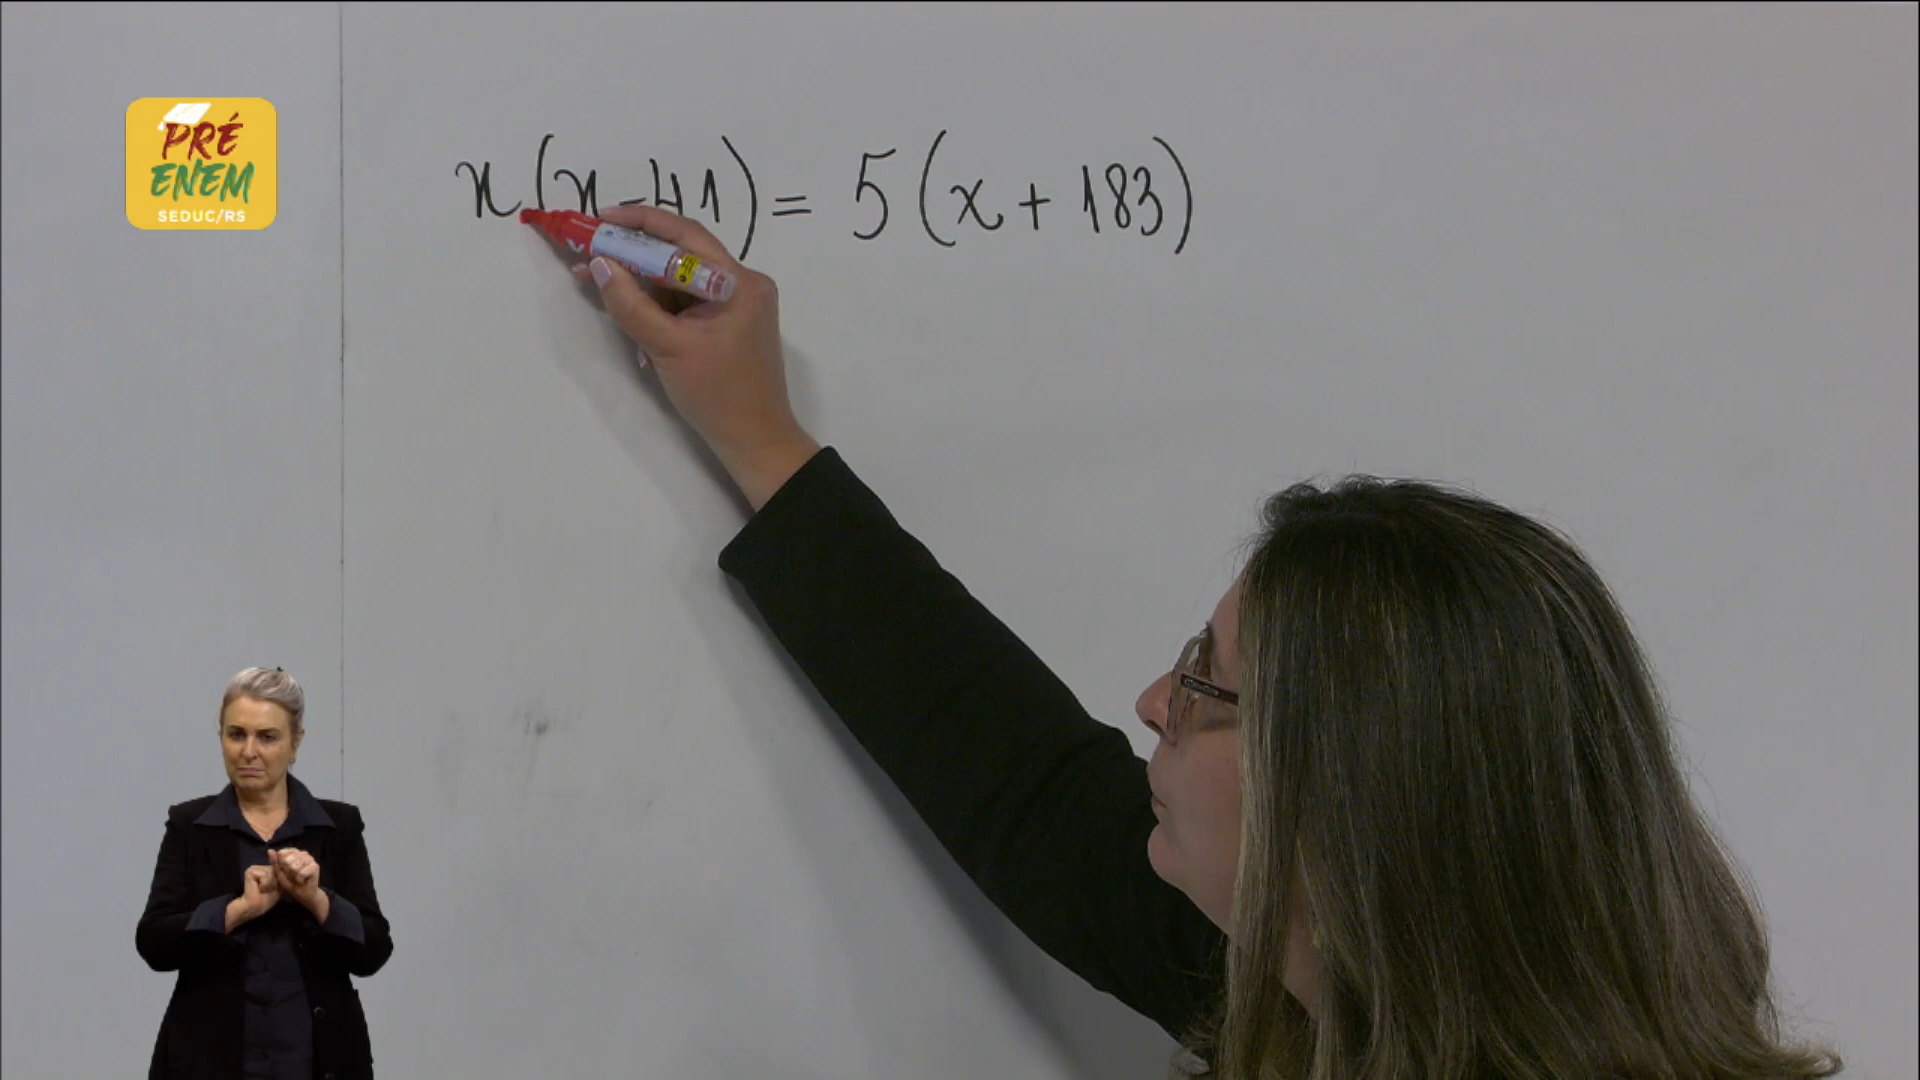 PRÉ
ENEM
SEDUC/RS
x(x-41) = 5(x+183)